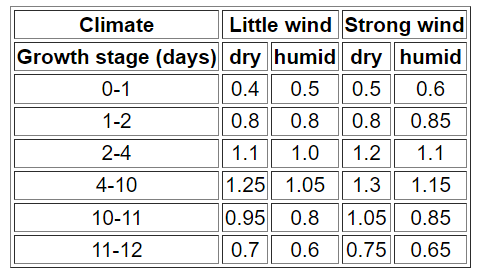 Climate Little wind Strong wind
Growth stage (days) dry humid dry humid
0-1 0.4 0.5 0.5 0.6
1-2 0.8 0.8 0.8 0.85
2-4 1.1 1.0 1.2 1.1
4-10 1.25 1.05 1.3 1.15
10-11 0.95 0.8 1.05 0.85
11-12 0.7 0.6 0.75 0.65